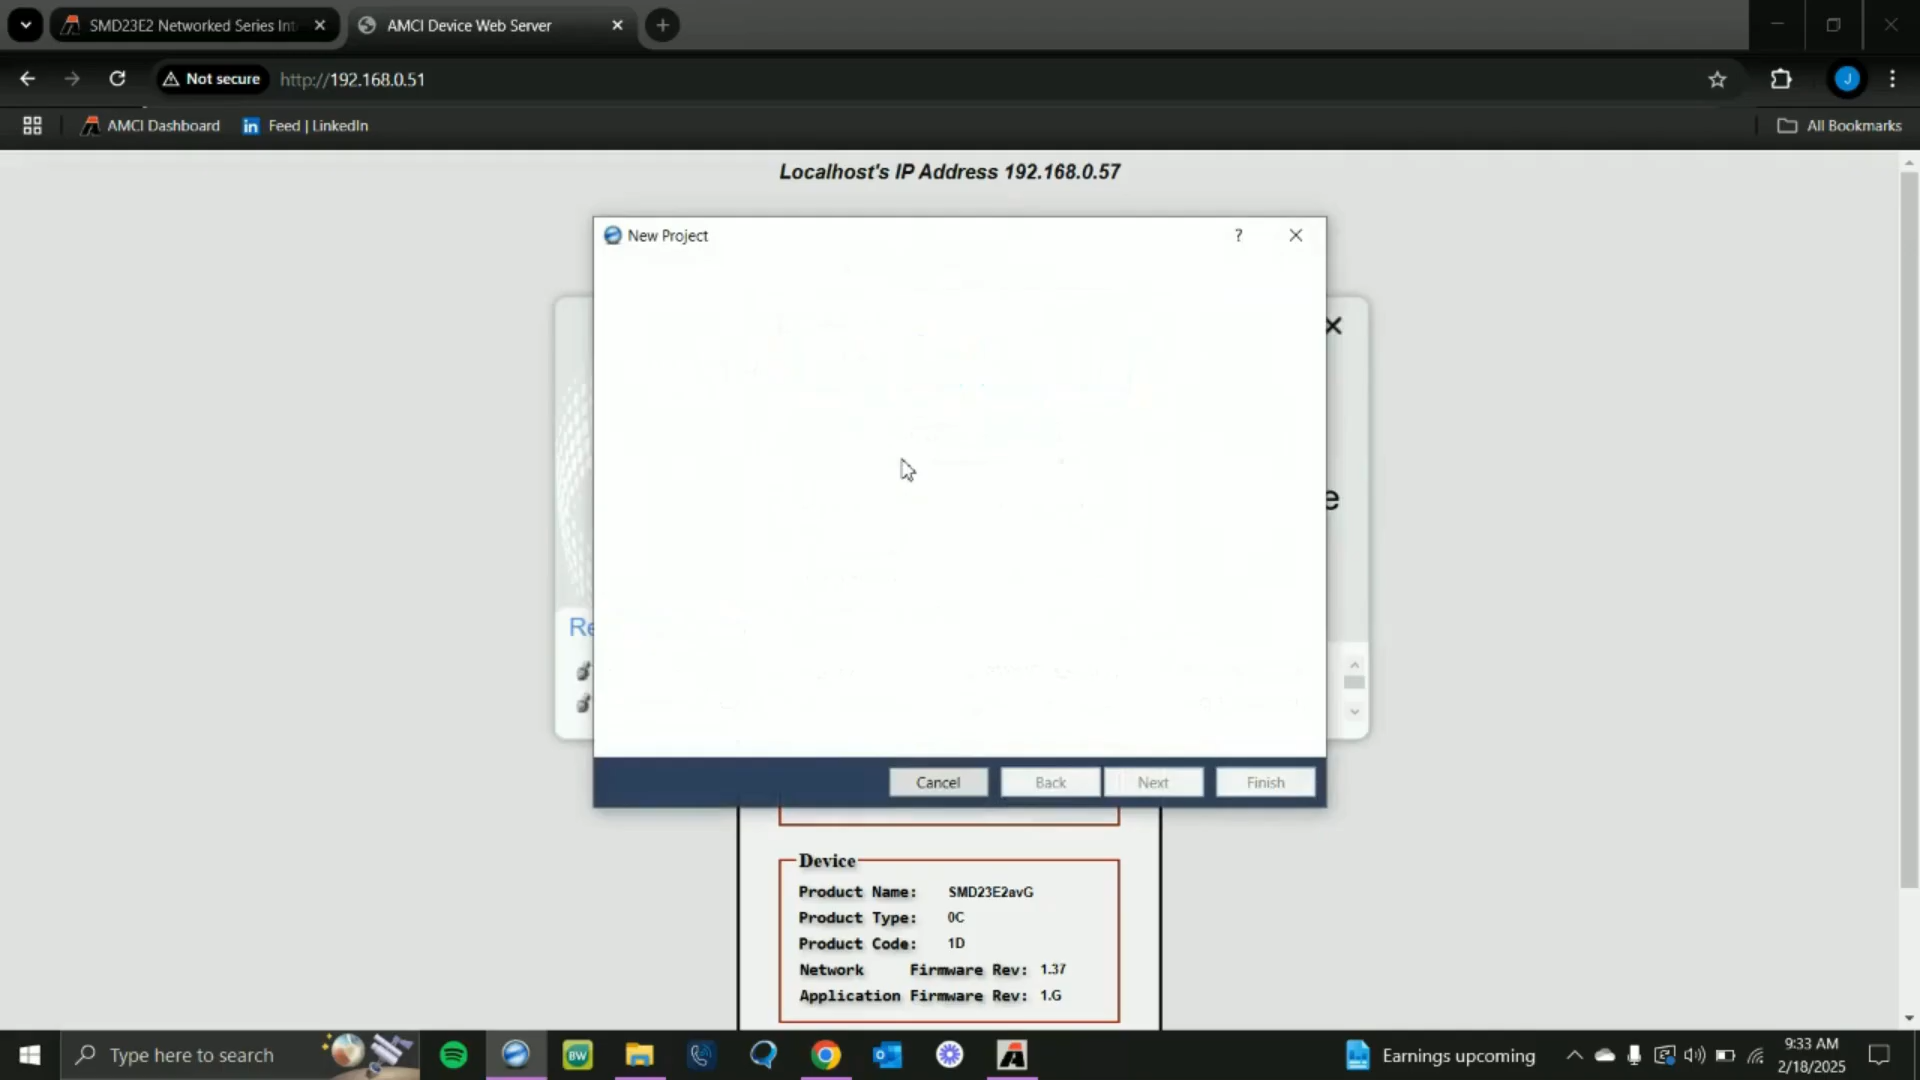 SMD23E2 Networked Series Int
AMCI Device Web Server
Not secure
http://192.168.0.51
J
AMCI Dashboard
Feed | LinkedIn
All Bookmarks
Localhost's IP Address 192.168.0.57
New Project
?
e
Re
Cancel
Back
Next
Finish
Device
Product Name: SMD23E2avG
Product Type: 0C
Product Code: 1D
Network Firmware Rev: 1.37
Application Firmware Rev: 1.G
Type here to search
BW
Earnings upcoming
9:33 AM
2/18/2025